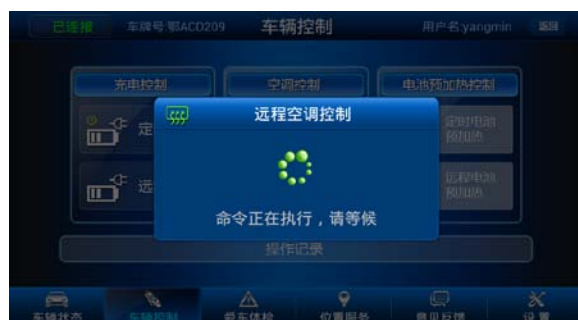 已连接 车牌号:鄂ACD209 车辆控制 用户名:yangmin 返回
充电控制 空调控制 电池预加热控制
远程空调控制
定
定时电池
预加热
远
远程电池
预加热
命令正在执行，请等候
操作记录
车辆状态 车辆控制 爱车体检 位置服务 意见反馈 设置